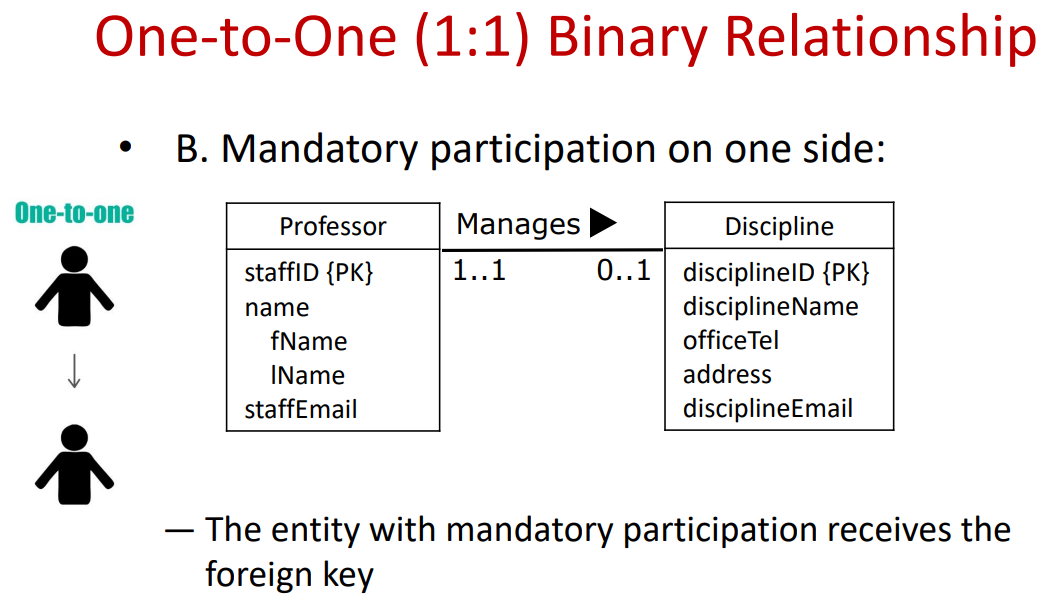 One-to-One (1:1) Binary Relationship
• B. Mandatory participation on one side:
One-to-one
Professor
Manages ▶
Discipline
1..1
0..1
staffID {PK}
name
fName
lName
staffEmail
disciplineID {PK}
disciplineName
officeTel
address
disciplineEmail
— The entity with mandatory participation receives the
foreign key